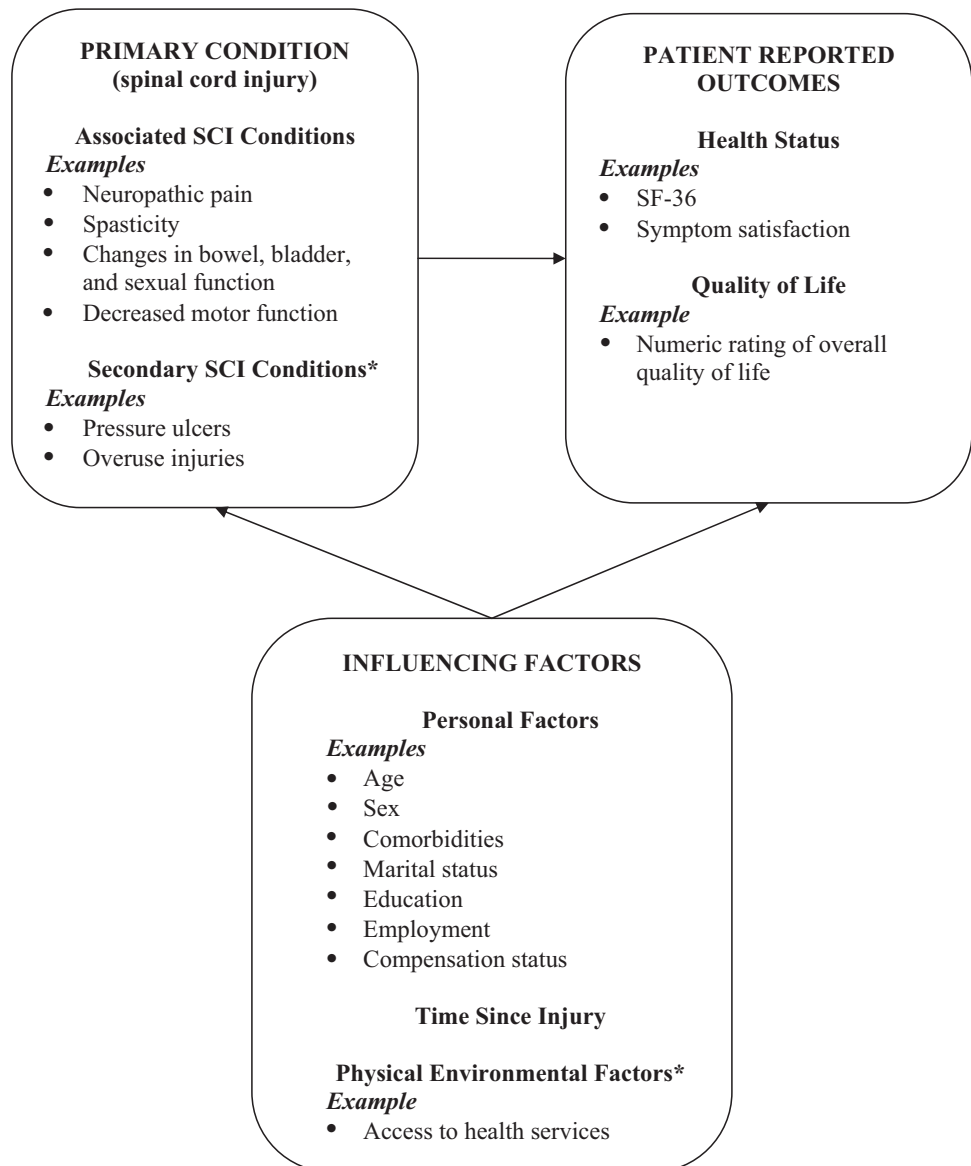 PRIMARY CONDITION
(spinal cord injury)
Associated SCI Conditions
Examples
• Neuropathic pain
• Spasticity
• Changes in bowel, bladder,
and sexual function
• Decreased motor function
Secondary SCI Conditions*
Examples
• Pressure ulcers
• Overuse injuries
PATIENT REPORTED
OUTCOMES
Health Status
Examples
• SF-36
• Symptom satisfaction
Quality of Life
Example
• Numeric rating of overall
quality of life
INFLUENCING FACTORS
Personal Factors
Examples
• Age
• Sex
• Comorbidities
• Marital status
• Education
• Employment
• Compensation status
Time Since Injury
Physical Environmental Factors*
Example
• Access to health services